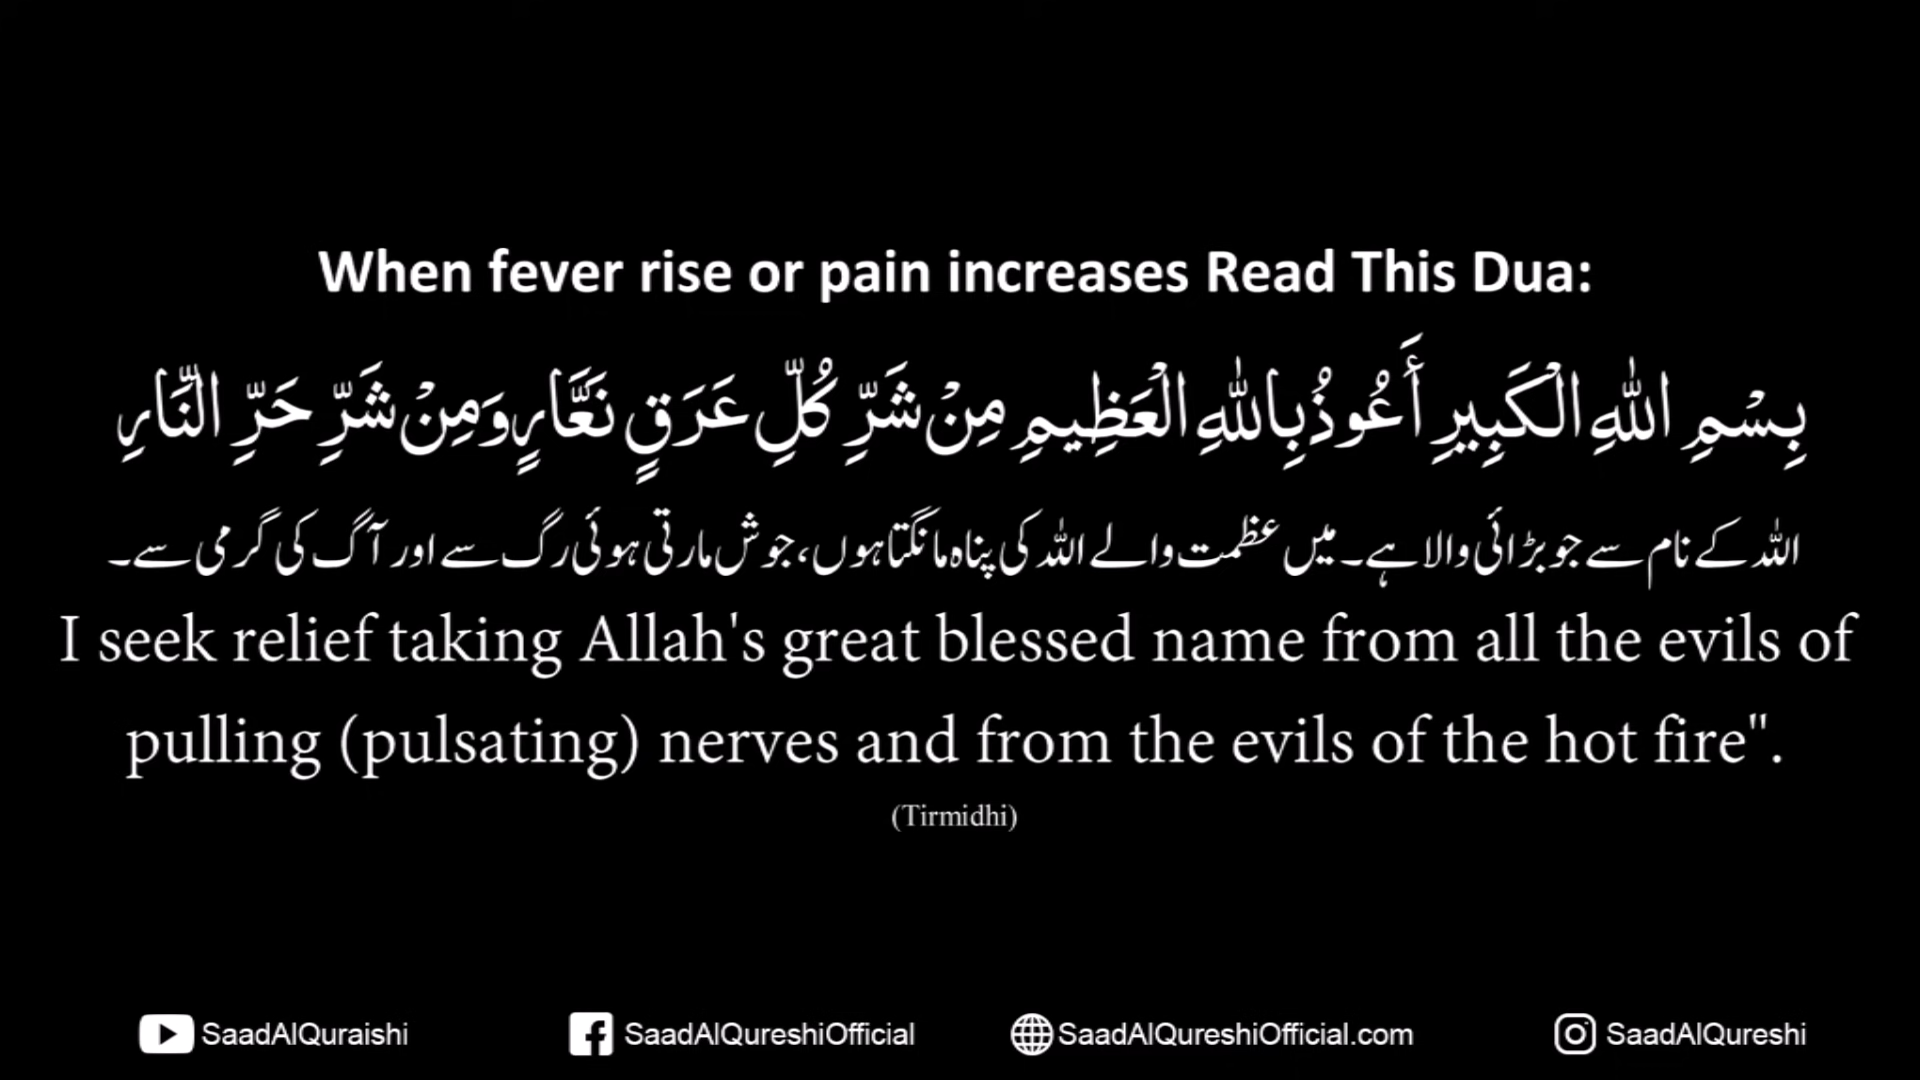 When fever rise or pain increases Read This Dua:
بِسْمِ اللهِ الْكَبِيرِ أَعُوذُ بِاللهِ الْعَظِيمِ مِنْ شَرِّ كُلِّ عَرَقٍ نَعَّارٍ وَمِنْ شَرِّ حَرِّ النَّارِ
اللہ کے نام سے جو بڑائی والا ہے۔ میں عظمت والے اللہ کی پناہ مانگتا ہوں، جوش مارتی ہوئی رگ سے اور آگ کی گرمی سے۔
I seek relief taking Allah's great blessed name from all the evils of
pulling (pulsating) nerves and from the evils of the hot fire".
(Tirmidhi)
SaadAlQuraishi SaadAlQureshiOfficial SaadAlQureshiOfficial.com SaadAlQureshi